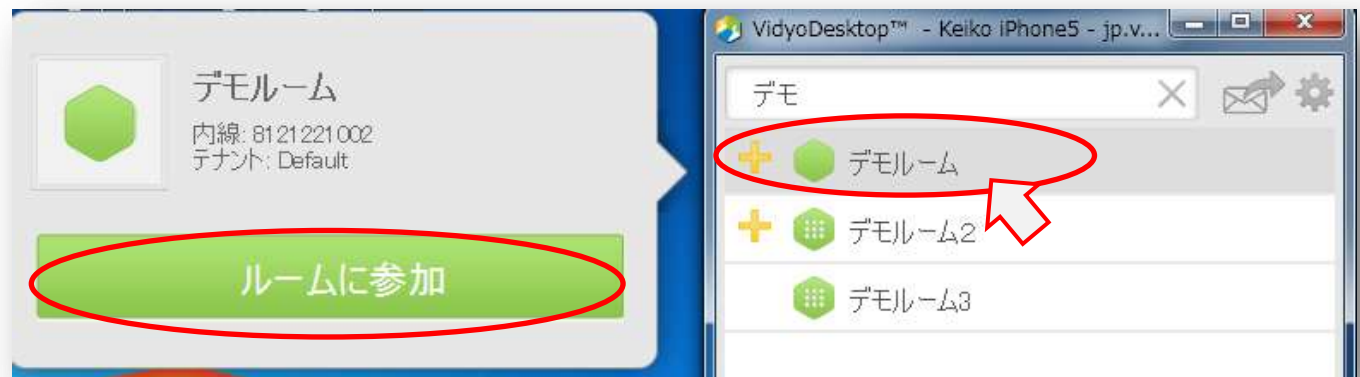 デモルーム
内線: 8121221002
テナント: Default
ルームに参加
VidyoDesktop™ - Keiko iPhone5 - jp.v...
デモ
デモルーム
デモルーム2
デモルーム3